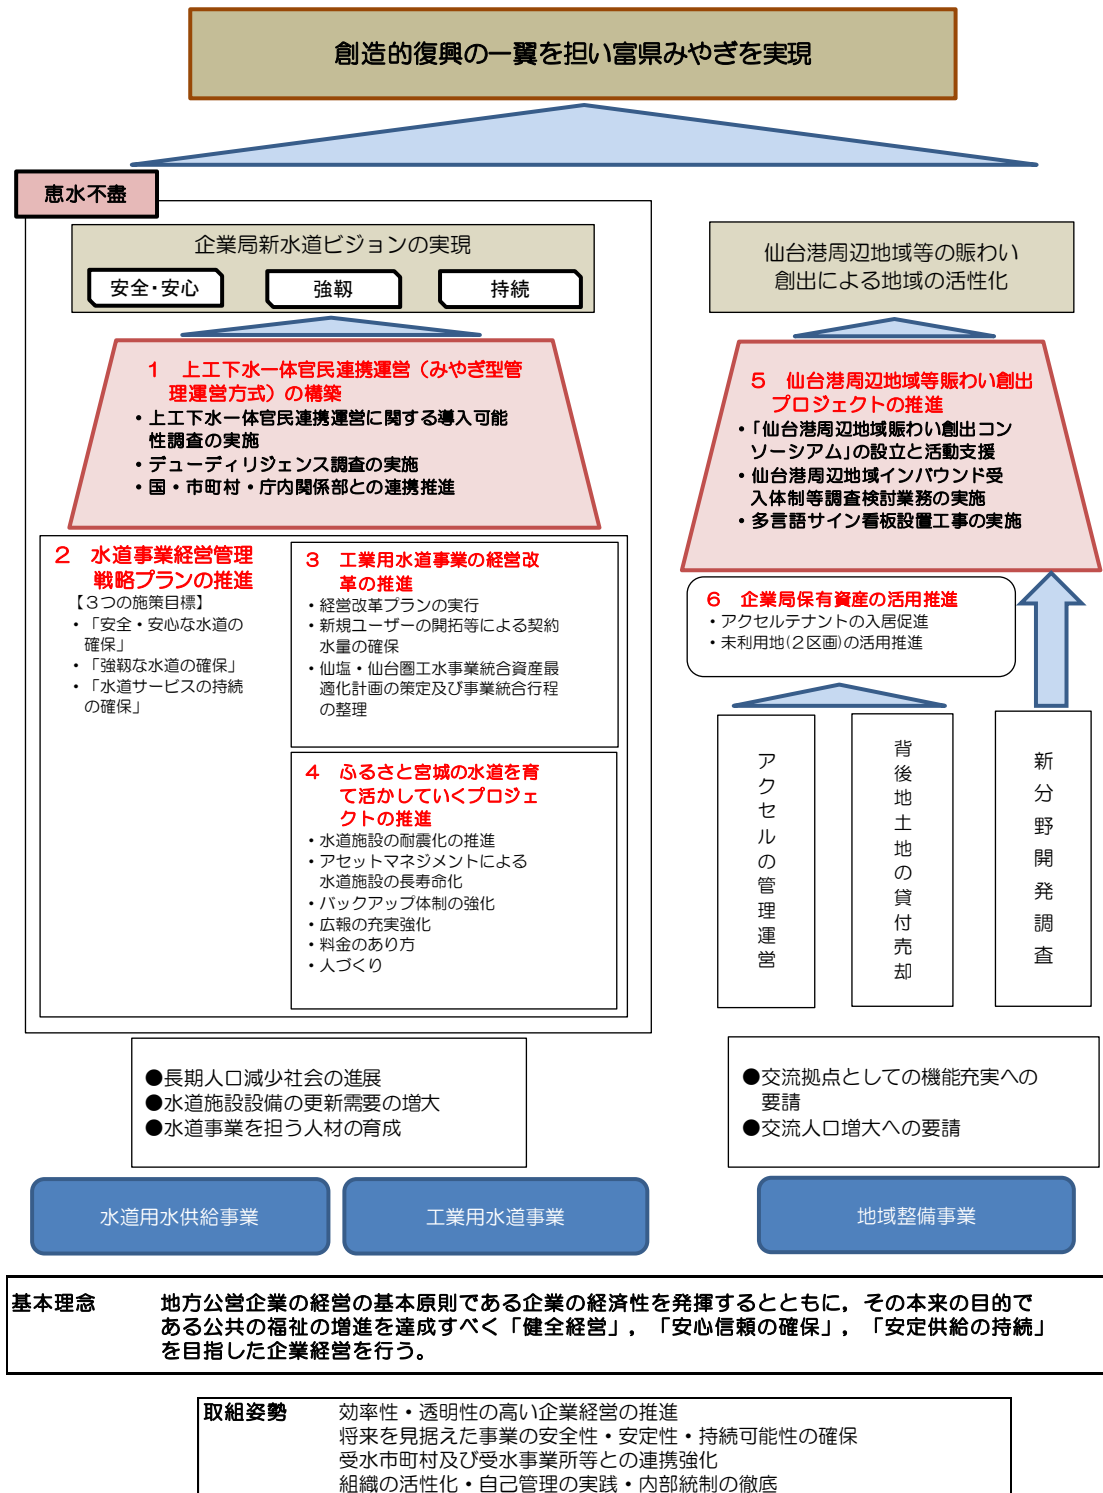 創造的復興の一翼を担い富県みやぎを実現
恵水不盡
企業局新水道ビジョンの実現
安全・安心
強靱
持続
1 上工下水一体官民連携運営（みやぎ型管
理運営方式）の構築
・上工下水一体官民連携運営に関する導入可能
性調査の実施
・デューディリジェンス調査の実施
・国・市町村・庁内関係部との連携推進
2 水道事業経営管理
戦略プランの推進
【３つの施策目標】
・「安全・安心な水道の
確保」
・「強靱な水道の確保」
・「水道サービスの持続
の確保」
3 工業用水道事業の経営改
革の推進
・経営改革プランの実行
・新規ユーザーの開拓等による契約
水量の確保
・仙塩・仙台圏工水事業統合資産最
適化計画の策定及び事業統合行程
の整理
4 ふるさと宮城の水道を育
て活かしていくプロジェ
クトの推進
・水道施設の耐震化の推進
・アセットマネジメントによる
水道施設の長寿命化
・バックアップ体制の強化
・広報の充実強化
・料金のあり方
・人づくり
●長期人口減少社会の進展
●水道施設設備の更新需要の増大
●水道事業を担う人材の育成
水道用水供給事業
工業用水道事業
仙台港周辺地域等の賑わい
創出による地域の活性化
5 仙台港周辺地域等賑わい創出
プロジェクトの推進
・「仙台港周辺地域賑わい創出コン
ソーシアム」の設立と活動支援
・仙台港周辺地域インバウンド受
入体制等調査検討業務の実施
・多言語サイン看板設置工事の実施
6 企業局保有資産の活用推進
・アクセルテナントの入居促進
・未利用地(２区画)の活用推進
アクセルの管理運営
背後地土地の貸付売却
新分野開発調査
●交流拠点としての機能充実への
要請
●交流人口増大への要請
地域整備事業
基本理念 地方公営企業の経営の基本原則である企業の経済性を発揮するとともに，その本来の目的で
ある公共の福祉の増進を達成すべく「健全経営」，「安心信頼の確保」，「安定供給の持続」
を目指した企業経営を行う。
取組姿勢 効率性・透明性の高い企業経営の推進
将来を見据えた事業の安全性・安定性・持続可能性の確保
受水市町村及び受水事業所等との連携強化
組織の活性化・自己管理の実践・内部統制の徹底